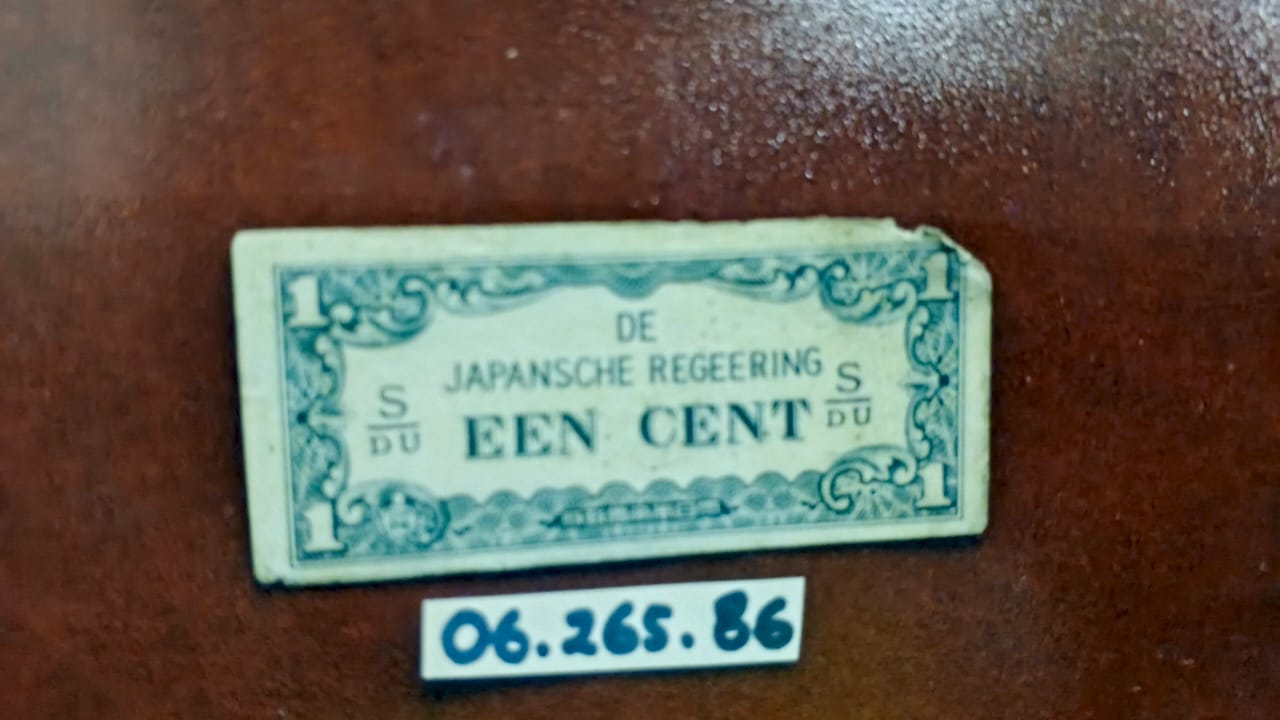 1 1
DE
JAPANSCHE REGEERING
S S
DU DU
EEN CENT
1 1
06.265.86